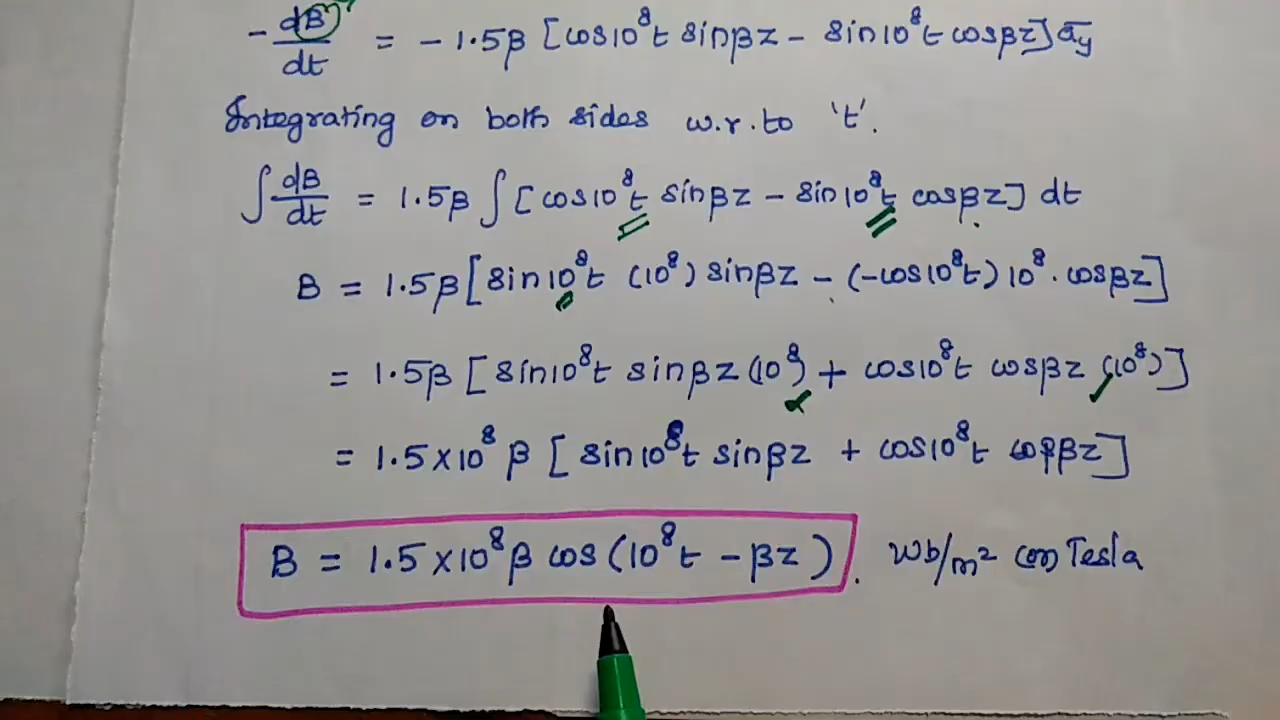 - dB/dt = - 1.5β [cos10⁸t sinβz - sin10⁸t cosβz] āy
Integrating on both sides w.r.to 't'.
∫ dB/dt = 1.5β ∫ [cos10⁸t sinβz - sin10⁸t cosβz] dt
B = 1.5β [sin10⁸t (10⁸) sinβz - (-cos10⁸t) 10⁸. cosβz]
= 1.5β [sin10⁸t sinβz (10⁸) + cos10⁸t cosβz (10⁸)]
= 1.5×10⁸ β [sin10⁸t sinβz + cos10⁸t cosβz]
B = 1.5×10⁸ β cos(10⁸t - βz). Wb/m² (or) Tesla